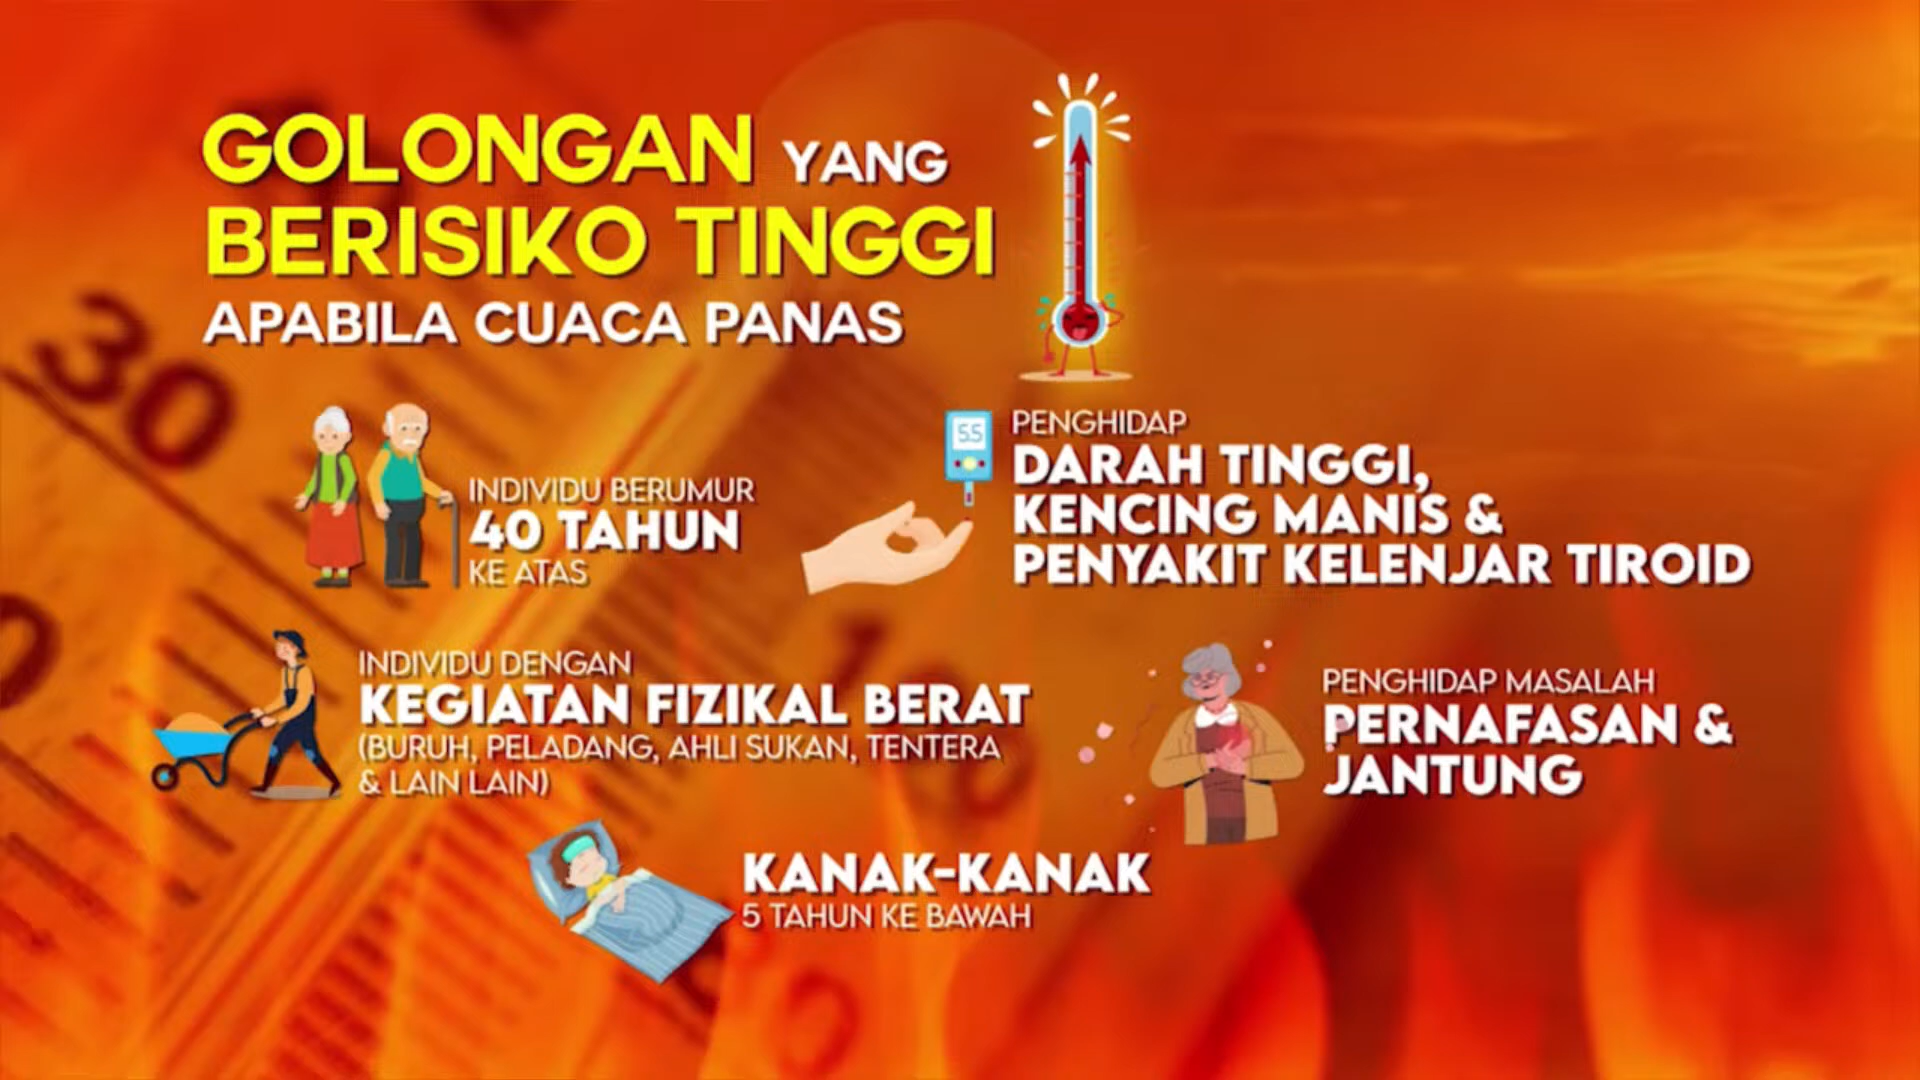 GOLONGAN YANG
BERISIKO TINGGI
APABILA CUACA PANAS
INDIVIDU BERUMUR
40 TAHUN
KE ATAS
55
PENGHIDAP
DARAH TINGGI,
KENCING MANIS &
PENYAKIT KELENJAR TIROID
INDIVIDU DENGAN
KEGIATAN FIZIKAL BERAT
(BURUH, PELADANG, AHLI SUKAN, TENTERA
& LAIN LAIN)
PENGHIDAP MASALAH
PERNAFASAN &
JANTUNG
KANAK-KANAK
5 TAHUN KE BAWAH
30